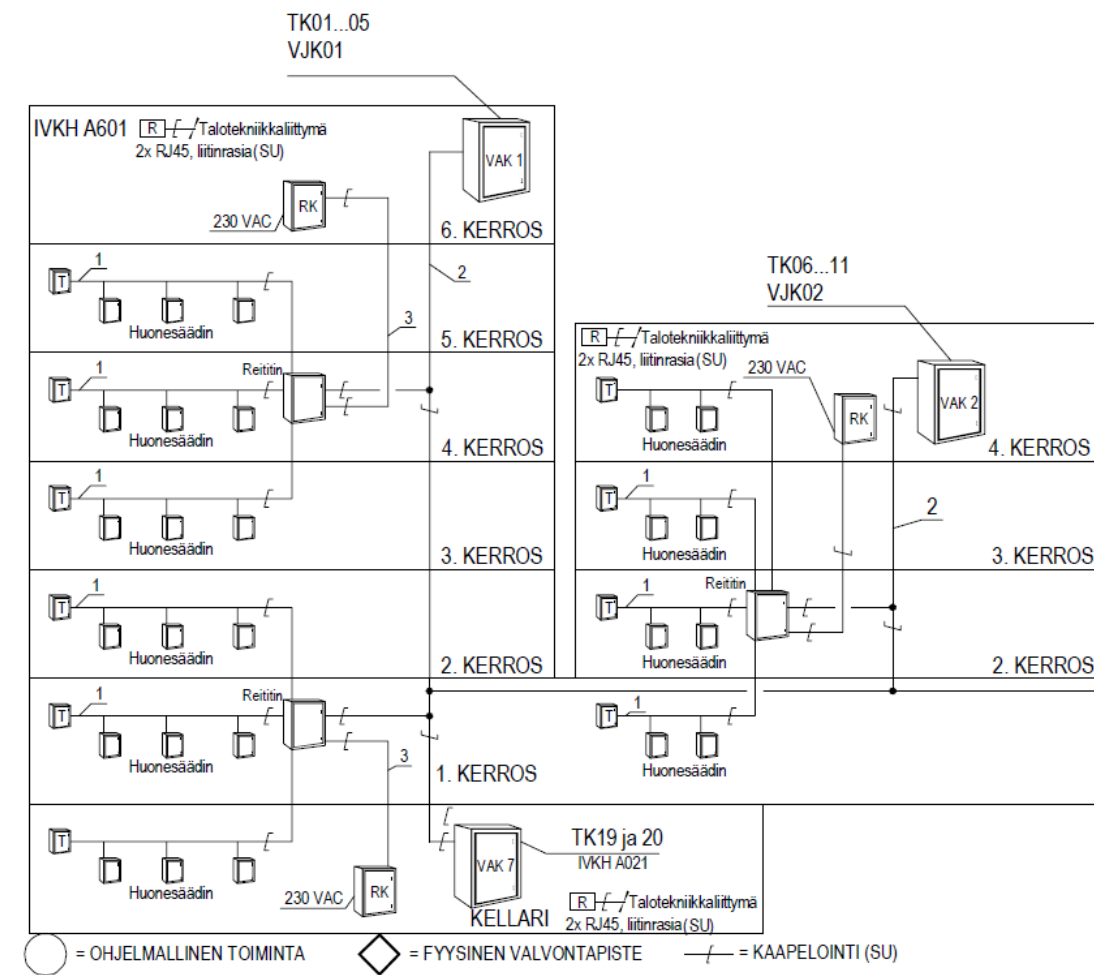 TK01...05
VJK01
IVKH A601 R Talotekniikkaliittymä
2x RJ45, liitinrasia(SU)
VAK 1
RK
230 VAC
6. KERROS
T 1
2
TK06...11
VJK02
Huonesäädin
3
5. KERROS
R Talotekniikkaliittymä
2x RJ45, liitinrasia(SU)
230 VAC
T 1
Reititin
T
RK
VAK 2
Huonesäädin
4. KERROS
Huonesäädin
4. KERROS
T 1
T 1
2
Huonesäädin
3. KERROS
Huonesäädin
3. KERROS
T 1
T 1
Reititin
Huonesäädin
2. KERROS
Huonesäädin
2. KERROS
T 1
Reititin
T 1
Huonesäädin
3
1. KERROS
Huonesäädin
T
VAK 7
TK19 ja 20
IVKH A021
Huonesäädin
230 VAC
RK
KELLARI
R Talotekniikkaliittymä
2x RJ45, liitinrasia(SU)
= OHJELMALLINEN TOIMINTA
= FYYSINEN VALVONTAPISTE
= KAAPELOINTI (SU)